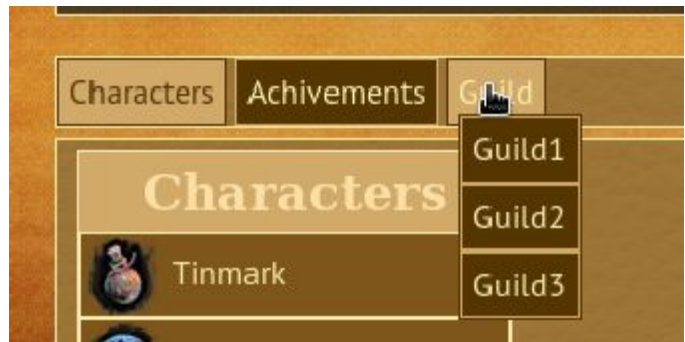 Characters Achivements Guild
Guild1
Characters
Guild2
Tinmark
Guild3